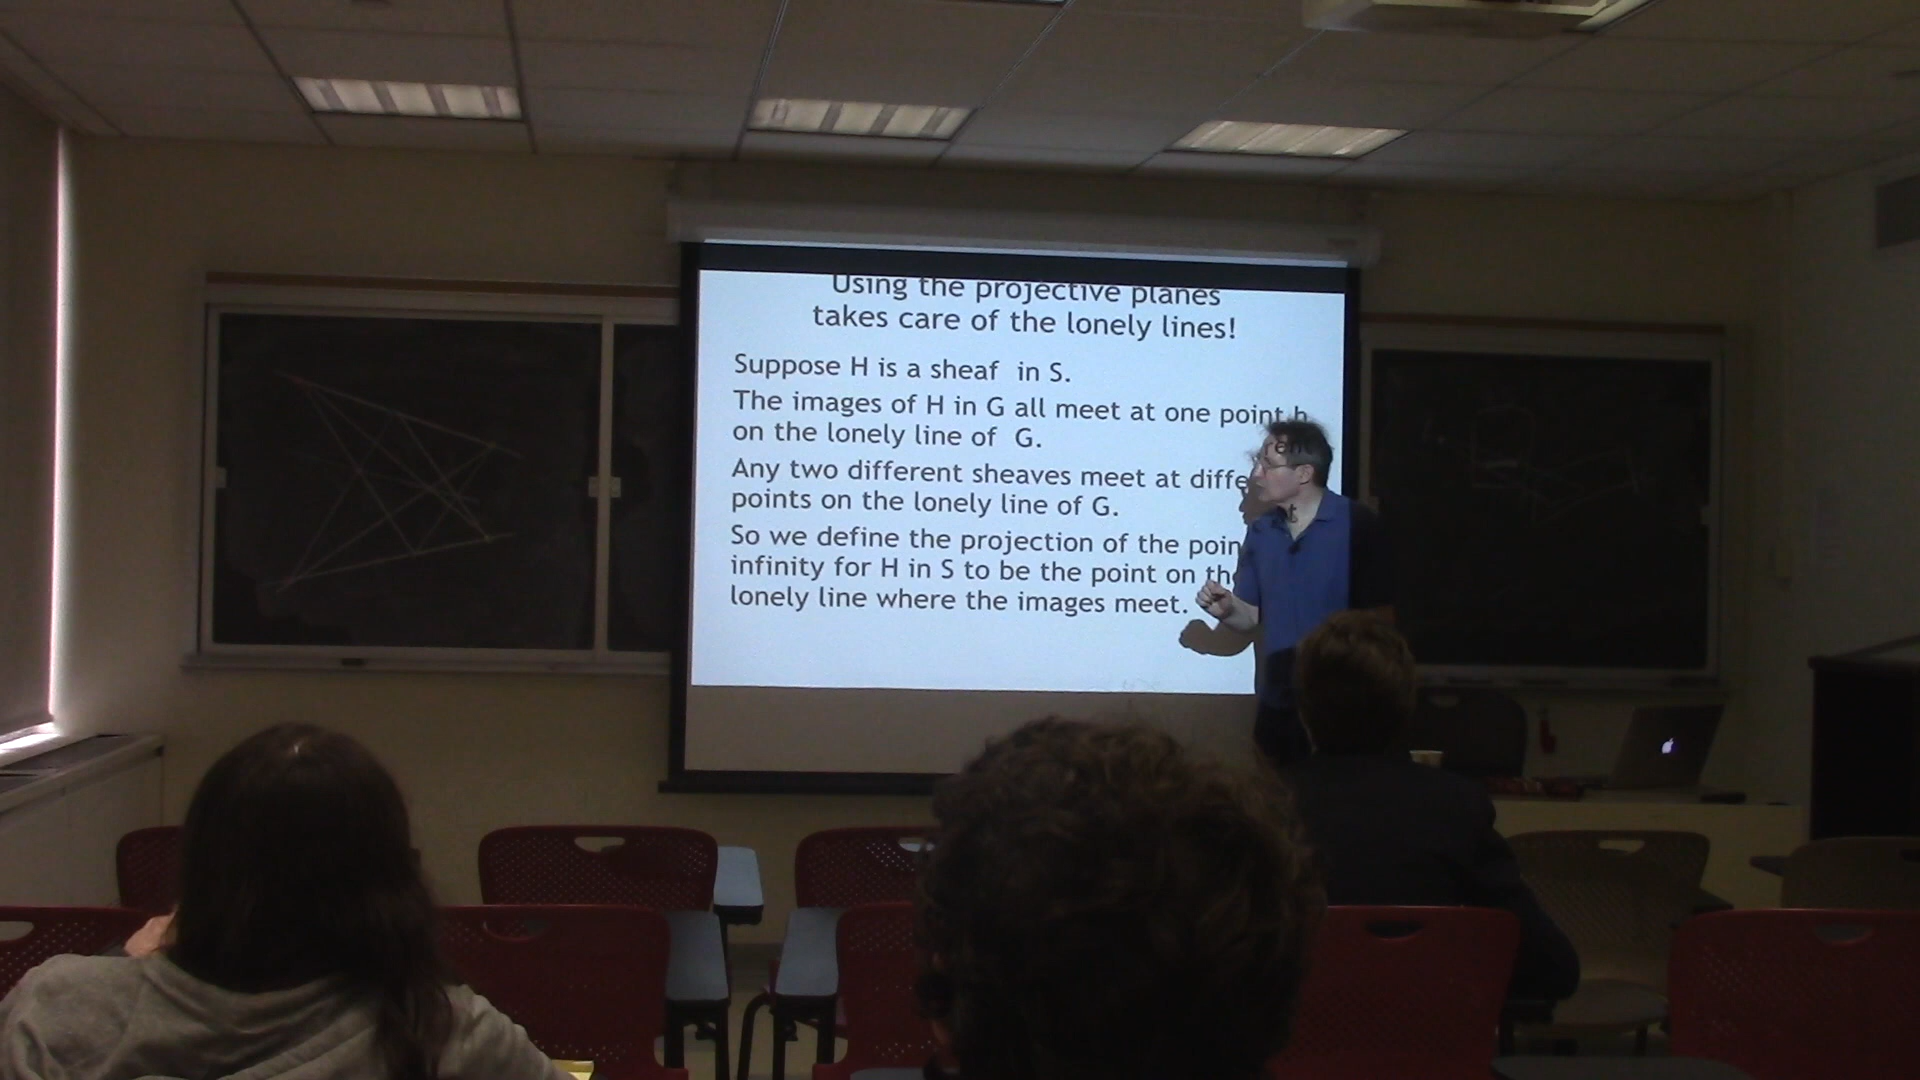 Using the projective planes
takes care of the lonely lines!
Suppose H is a sheaf in S.
The images of H in G all meet at one point h
on the lonely line of G.
Any two different sheaves meet at diffe
points on the lonely line of G.
So we define the projection of the poin
infinity for H in S to be the point on the
lonely line where the images meet.